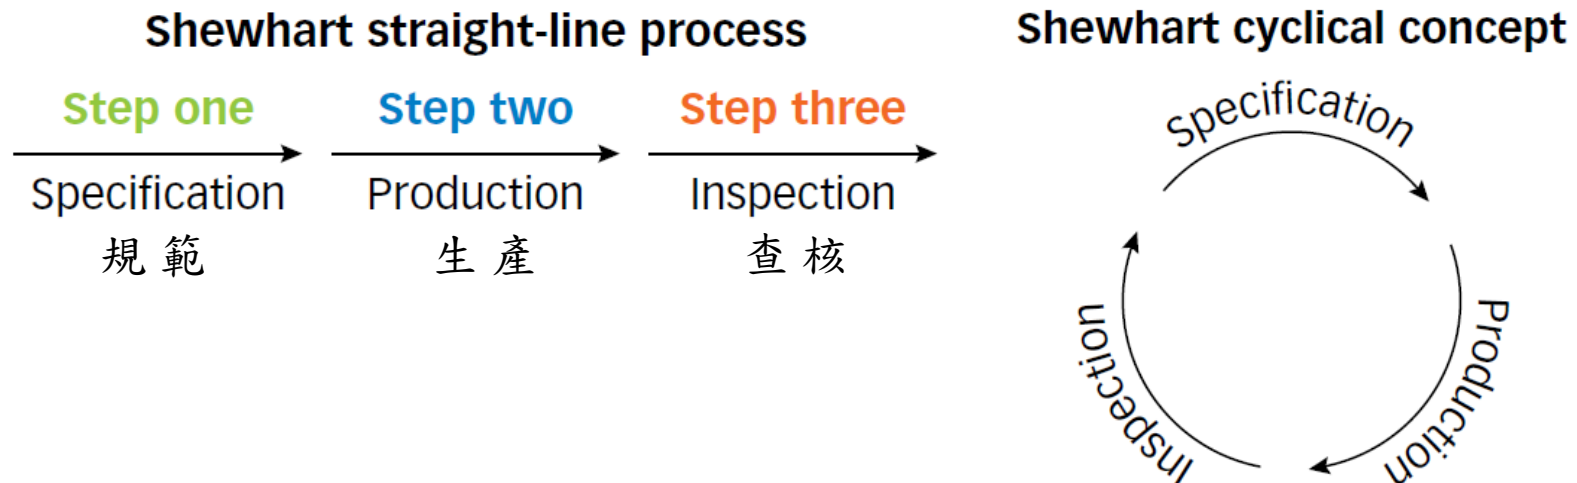 Shewhart straight-line process
Step one
Step two
Step three
Specification
Production
Inspection
規範
生產
查核
Shewhart cyclical concept
Specification
Production
Inspection